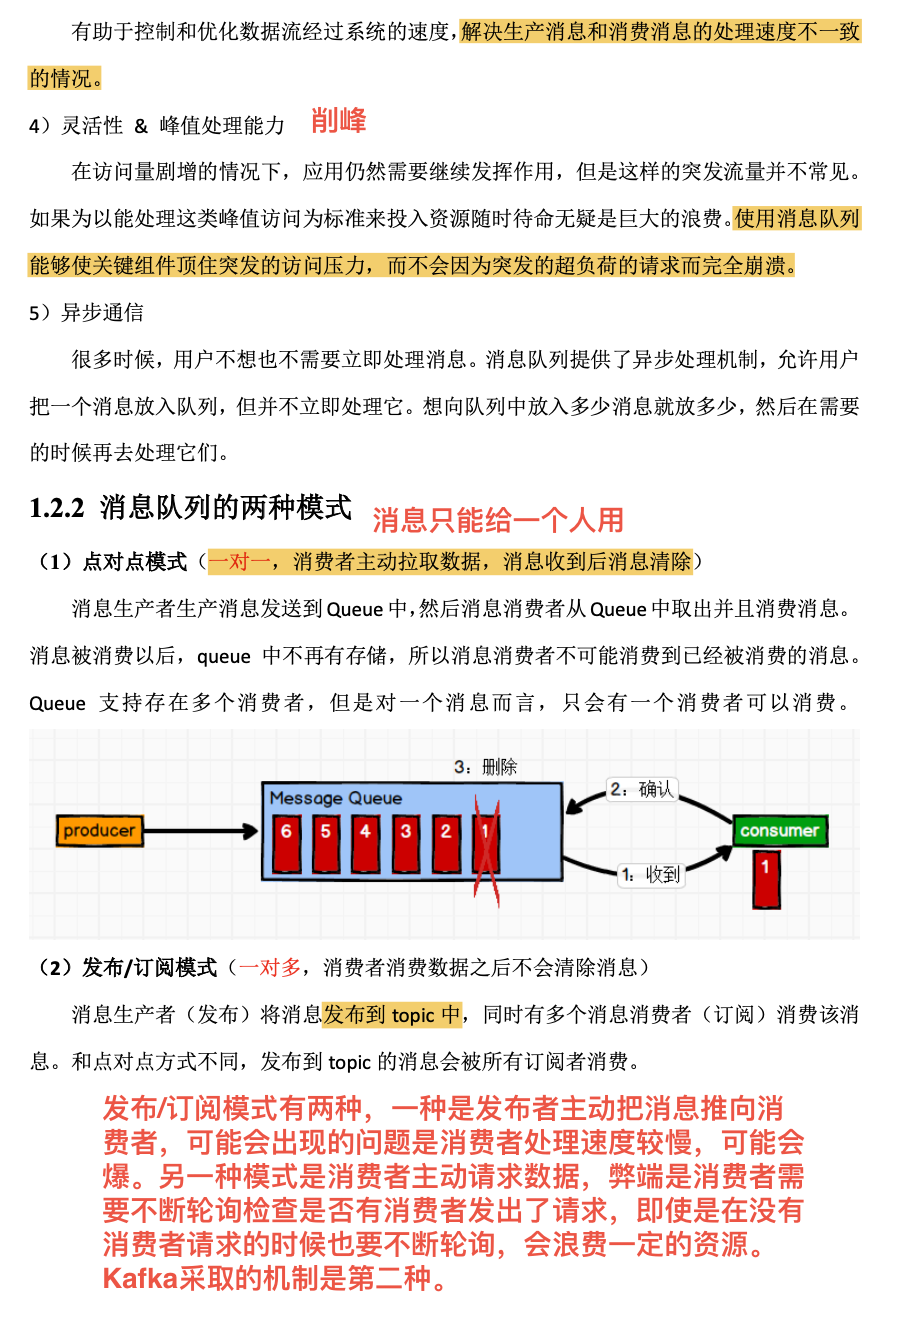 有助于控制和优化数据流经过系统的速度，解决生产消息和消费消息的处理速度不一致
的情况。
4）灵活性 & 峰值处理能力 削峰
在访问量剧增的情况下，应用仍然需要继续发挥作用，但是这样的突发流量并不常见。
如果为以能处理这类峰值访问为标准来投入资源随时待命无疑是巨大的浪费。使用消息队列
能够使关键组件顶住突发的访问压力，而不会因为突发的超负荷的请求而完全崩溃。
5）异步通信
很多时候，用户不想也不需要立即处理消息。消息队列提供了异步处理机制，允许用户
把一个消息放入队列，但并不立即处理它。想向队列中放入多少消息就放多少，然后在需要
的时候再去处理它们。
1.2.2 消息队列的两种模式 消息只能给一个人用
（1）点对点模式（一对一，消费者主动拉取数据，消息收到后消息清除）
消息生产者生产消息发送到Queue中，然后消息消费者从Queue中取出并且消费消息。
消息被消费以后，queue 中不再有存储，所以消息消费者不可能消费到已经被消费的消息。
Queue 支持存在多个消费者，但是对一个消息而言，只会有一个消费者可以消费。
3：删除
2：确认
Message Queue
producer
6 5 4 3 2 1
consumer
1：收到
1
（2）发布/订阅模式（一对多，消费者消费数据之后不会清除消息）
消息生产者（发布）将消息发布到 topic 中，同时有多个消息消费者（订阅）消费该消
息。和点对点方式不同，发布到 topic 的消息会被所有订阅者消费。
发布/订阅模式有两种，一种是发布者主动把消息推向消
费者，可能会出现的问题是消费者处理速度较慢，可能会
爆。另一种模式是消费者主动请求数据，弊端是消费者需
要不断轮询检查是否有消费者发出了请求，即使是在没有
消费者请求的时候也要不断轮询，会浪费一定的资源。
Kafka采取的机制是第二种。